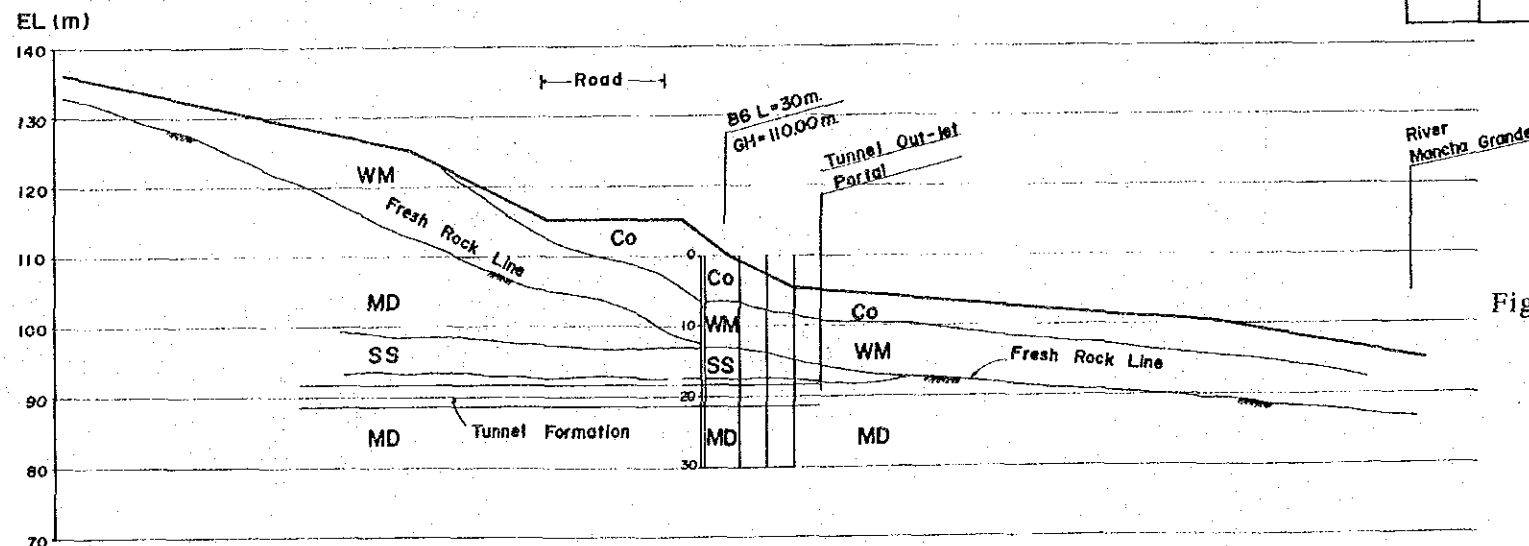 EL (m)
140
Road
B6 L=30m.
GH=110.00m.
130
Tunnel Out-let
Portal
River
Mancha Grande
WM
120
Fresh Rock Line
Co
110
0
Co
MD
Co
Fig
100
10
WM
WM
Fresh Rock Line
SS
SS
90
20
Tunnel Formation
MD
MD
MD
80
30
70